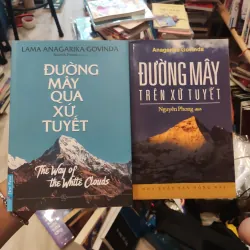 LAMA ANAGARIKA GOVINDA
ĐƯỜNG
MÂY
QUA
XỨ
TUYẾT
The Way of
the White Clouds
Anagarika Govinda
ĐƯỜNG MÂY
TRÊN XỨ TUYẾT
Nguyên Phong